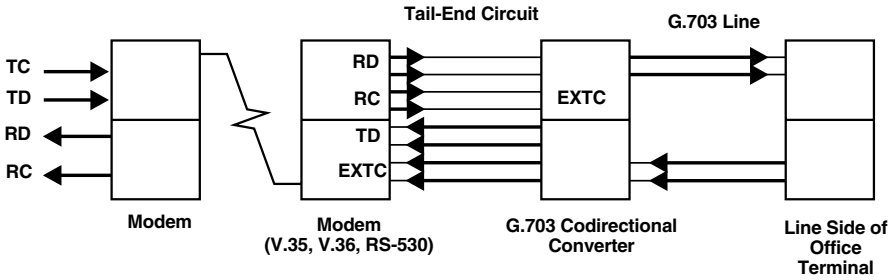 Tail-End Circuit
G.703 Line
TC
TD
RD
RC
RD
RC
TD
EXTC
EXTC
Modem
Modem
(V.35, V.36, RS-530)
G.703 Codirectional
Converter
Line Side of
Office
Terminal